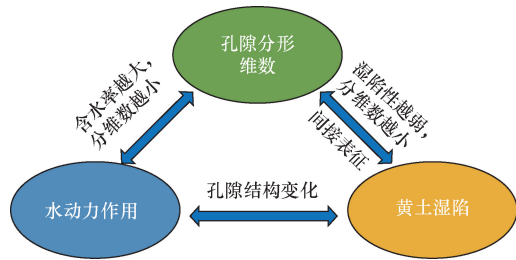 孔隙分形
维数
含水率越大，
分维数越小
湿陷性越弱，
分维数越小
间接表征
孔隙结构变化
水动力作用
黄土湿陷